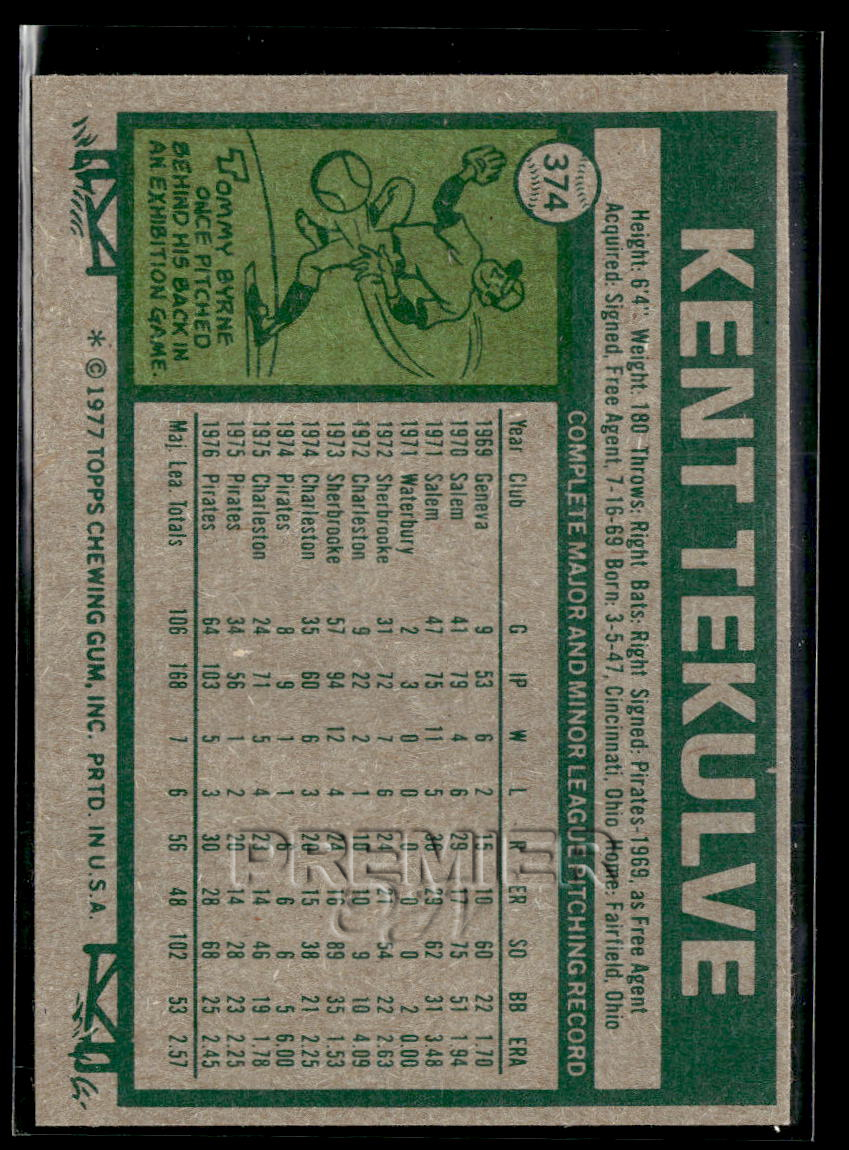 374
KENT TEKULVE
Height: 6'4" Weight: 180 Throws: Right Bats: Right Signed: Pirates-1969, as Free Agent
Acquired: Signed, Free Agent, 7-16-69 Born: 3-5-47, Cincinnati, Ohio Home: Fairfield, Ohio
COMPLETE MAJOR AND MINOR LEAGUE PITCHING RECORD
Year Club G IP W L R ER SO BB ERA
1969 Geneva 9 53 6 2 15 10 60 22 1.70
1970 Salem 41 79 4 6 29 17 75 51 1.94
1971 Salem 47 75 11 5 36 29 62 31 3.48
1971 Waterbury 2 3 0 0 0 0 0 2 0.00
1972 Sherbrooke 31 72 7 6 24 21 54 22 2.63
1972 Charleston 9 22 2 1 10 10 9 10 4.09
1973 Sherbrooke 57 94 12 4 24 16 89 35 1.53
1974 Charleston 35 60 6 3 20 15 38 21 2.25
1974 Pirates 8 9 1 1 6 6 6 5 6.00
1975 Charleston 24 71 5 4 23 14 46 19 1.78
1975 Pirates 34 56 1 2 20 14 28 23 2.25
1976 Pirates 64 103 5 3 30 28 68 25 2.45
Maj. Lea. Totals 106 168 7 6 56 48 102 53 2.57
TOMMY BYRNE
ONCE PITCHED
BEHIND HIS BACK IN
AN EXHIBITION GAME.
* © 1977 TOPPS CHEWING GUM, INC. PRTD. IN U.S.A.
PREMIER